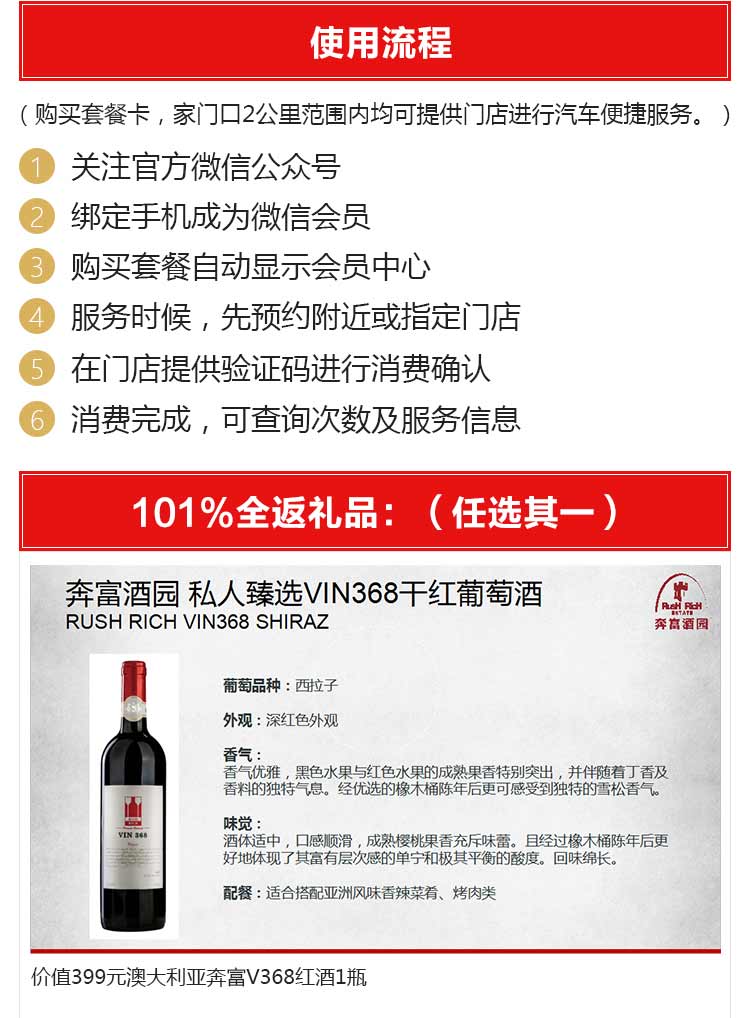 使用流程
（购买套餐卡，家门口2公里范围内均可提供门店进行汽车便捷服务。）
1 关注官方微信公众号
2 绑定手机成为微信会员
3 购买套餐自动显示会员中心
4 服务时候，先预约附近或指定门店
5 在门店提供验证码进行消费确认
6 消费完成，可查询次数及服务信息
101%全返礼品：（任选其一）
奔富酒园 私人臻选VIN368干红葡萄酒
RUSH RICH VIN368 SHIRAZ
RUSH RICH
ESTATE
奔富酒园
葡萄品种：西拉子
外观：深红色外观
香气：
香气优雅，黑色水果与红色水果的成熟果香特别突出，并伴随着丁香及
香料的独特气息。经优选的橡木桶陈年后更可感受到独特的雪松香气。
味觉：
酒体适中，口感顺滑，成熟樱桃果香充斥味蕾。且经过橡木桶陈年后更
好地体现了其富有层次感的单宁和极其平衡的酸度。回味绵长。
配餐：适合搭配亚洲风味香辣菜肴、烤肉类
VIN 368
价值399元澳大利亚奔富V368红酒1瓶